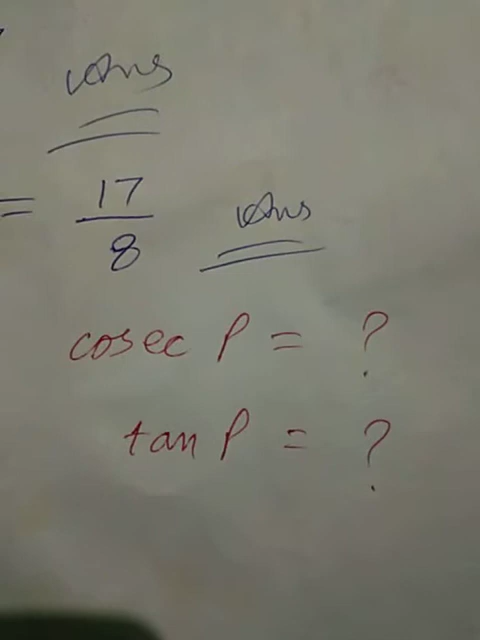 Ans
= 17/8 Ans
cosec P = ?
tan P = ?